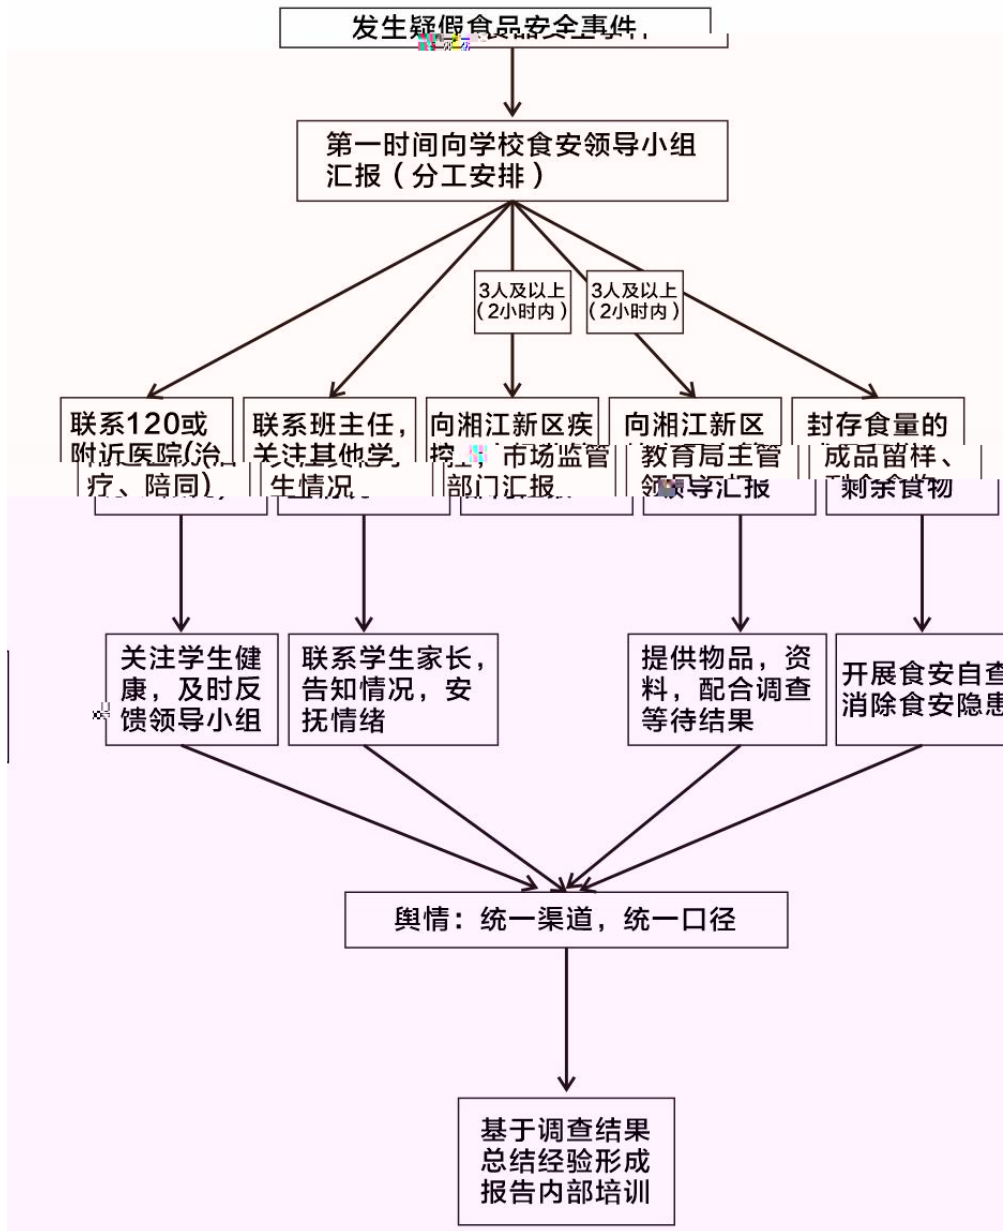 发生疑假食品安全事件
第一时间向学校食安领导小组
汇报（分工安排）
3人及以上
（2小时内）
3人及以上
（2小时内）
联系120或
附近医院(治
疗、陪同)
联系班主任，
关注其他学
生情况
向湘江新区疾
控 市场监管
部门汇报
向湘江新区
教育局主管
领导汇报
封存食量的
成品留样、
剩余食物
关注学生健
康，及时反
馈领导小组
联系学生家长，
告知情况，安
抚情绪
提供物品，资
料，配合调查
等待结果
开展食安自查
消除食安隐患
舆情：统一渠道，统一口径
基于调查结果
总结经验形成
报告内部培训